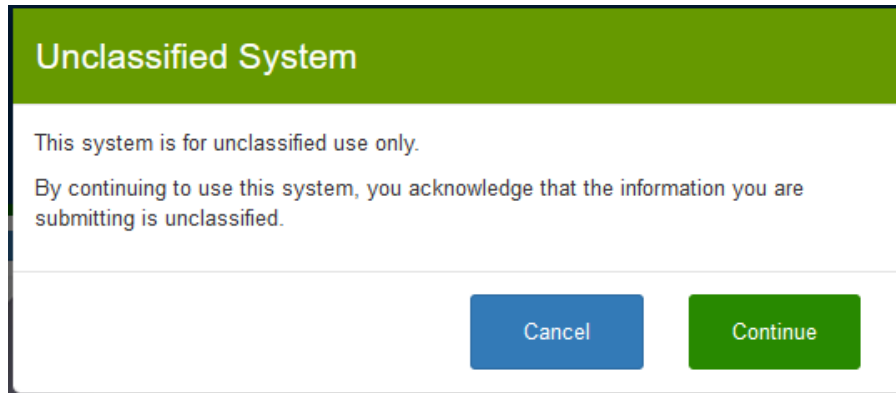 Unclassified System
This system is for unclassified use only.
By continuing to use this system, you acknowledge that the information you are
submitting is unclassified.
Cancel
Continue